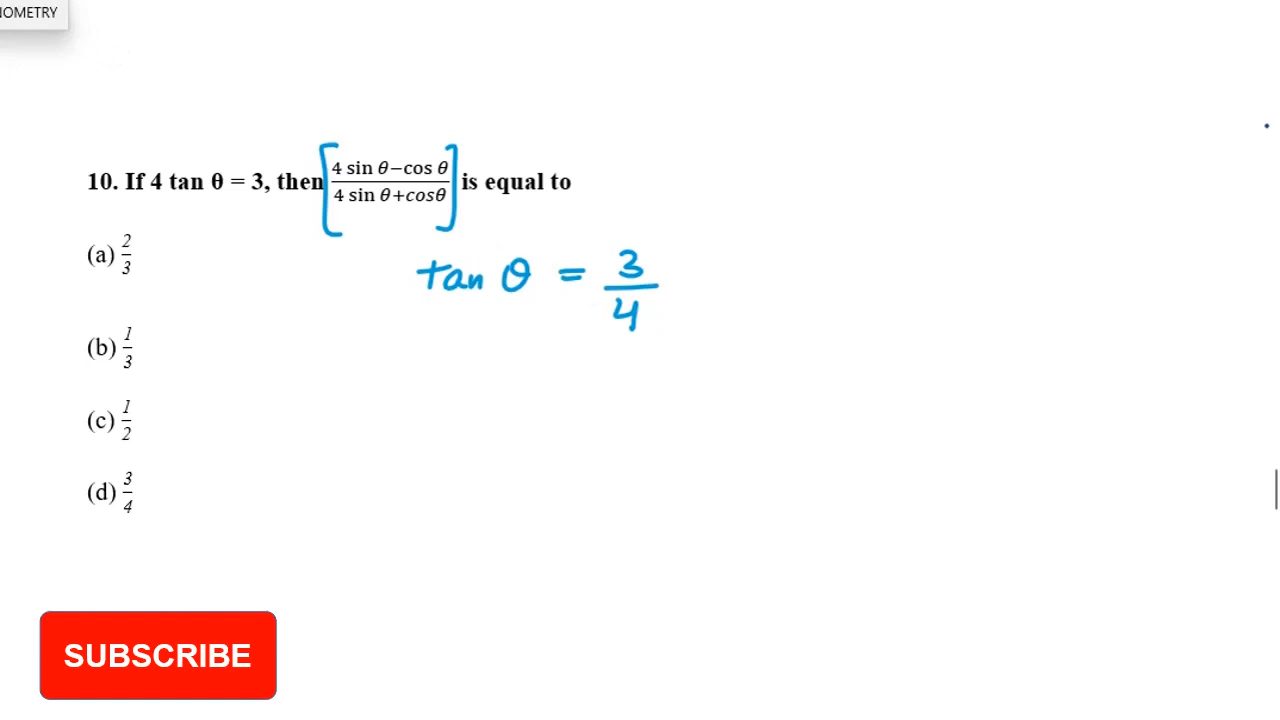 NOMETRY
10. If 4 tan θ = 3, then [(4 sin θ−cos θ)/(4 sin θ+cosθ)] is equal to
(a) 2/3
tan θ = 3/4
(b) 1/3
(c) 1/2
(d) 3/4
SUBSCRIBE